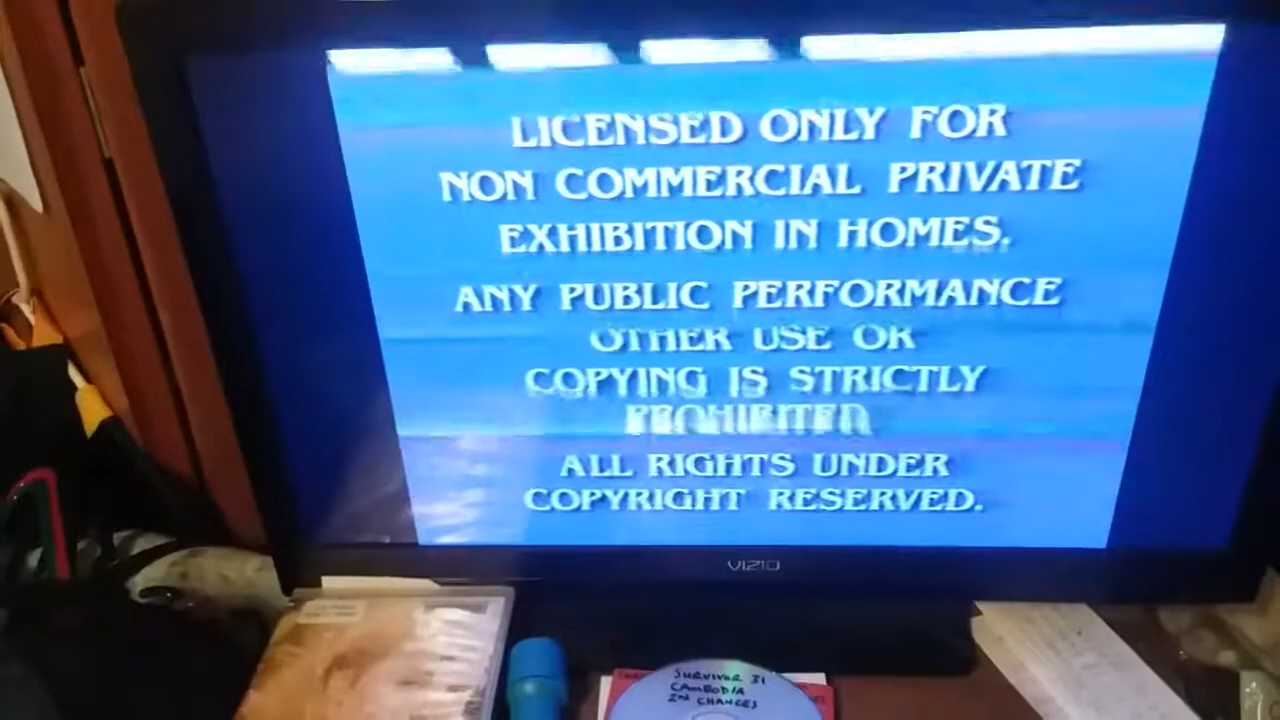 LICENSED ONLY FOR
NON COMMERCIAL PRIVATE
EXHIBITION IN HOMES.
ANY PUBLIC PERFORMANCE
OTHER USE OR
COPYING IS STRICTLY
PROHIBITED
ALL RIGHTS UNDER
COPYRIGHT RESERVED.
VIZIO
SURVIVOR 31
CAMBODIA
2ND CHANCES